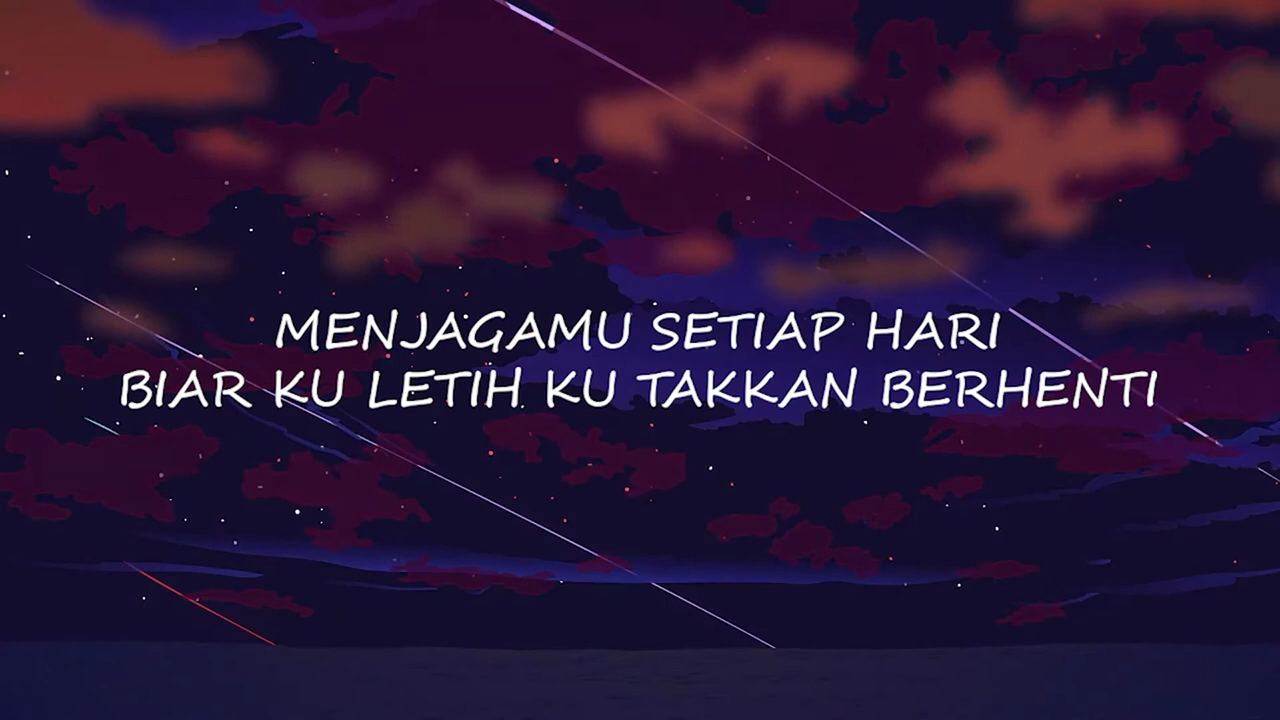 MENJAGAMU SETIAP HARI
BIAR KU LETIH KU TAKKAN BERHENTI